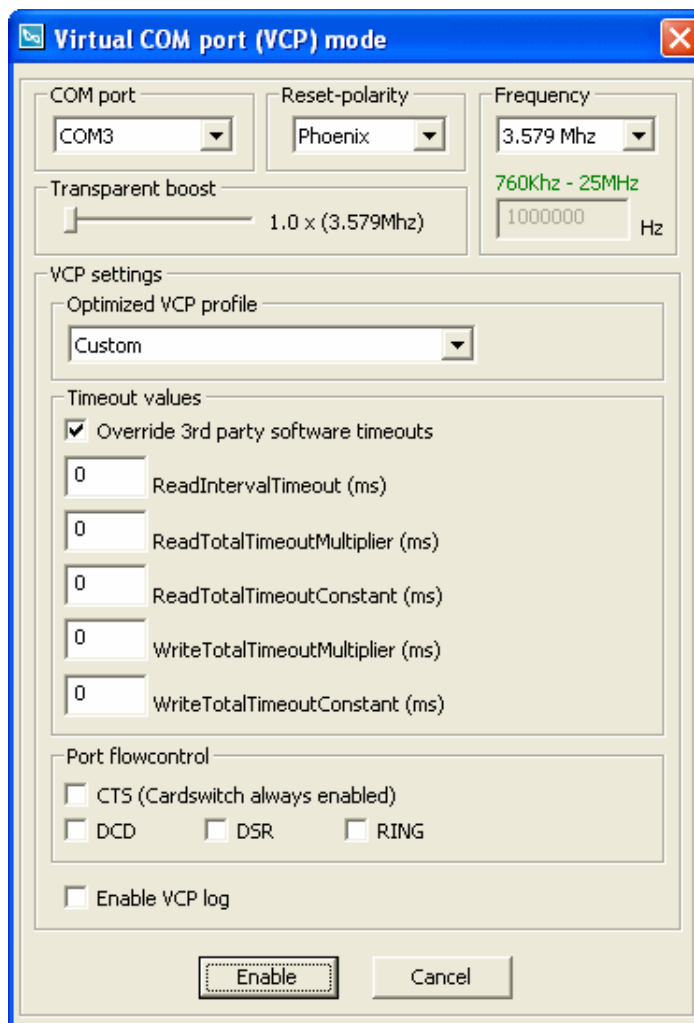 Virtual COM port (VCP) mode
COM port
COM3
Reset-polarity
Phoenix
Frequency
3.579 Mhz
760Khz - 25MHz
1000000 Hz
Transparent boost
1.0 x (3.579Mhz)
VCP settings
Optimized VCP profile
Custom
Timeout values
Override 3rd party software timeouts
0 ReadIntervalTimeout (ms)
0 ReadTotalTimeoutMultiplier (ms)
0 ReadTotalTimeoutConstant (ms)
0 WriteTotalTimeoutMultiplier (ms)
0 WriteTotalTimeoutConstant (ms)
Port flowcontrol
CTS (Cardswitch always enabled)
DCD DSR RING
Enable VCP log
Enable Cancel